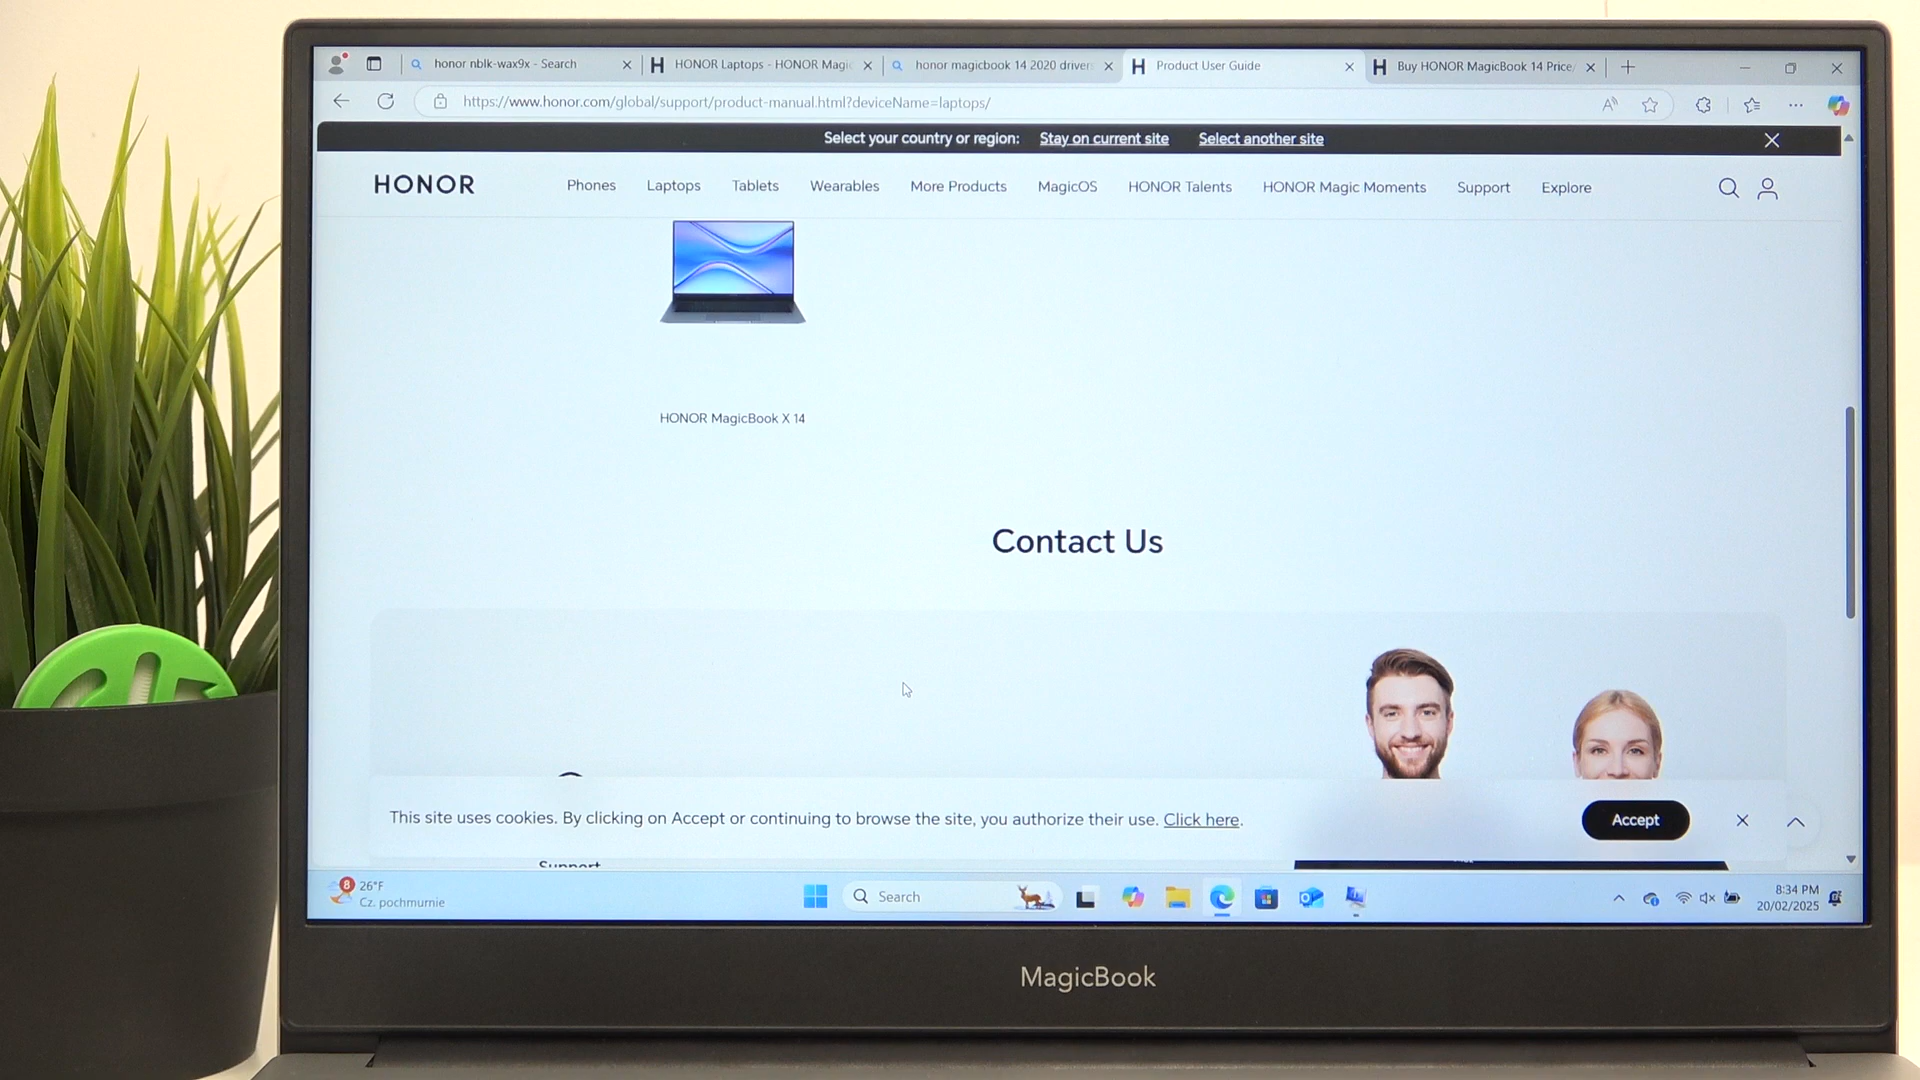 honor nblk-wax9x - Search
HONOR Laptops - HONOR Magic
honor magicbook 14 2020 driver
Product User Guide
Buy HONOR MagicBook 14 Price,
https://www.honor.com/global/support/product-manual.html?deviceName=laptops/
Select your country or region: Stay on current site Select another site
HONOR Phones Laptops Tablets Wearables More Products MagicOS HONOR Talents HONOR Magic Moments Support Explore
HONOR MagicBook X 14
Contact Us
This site uses cookies. By clicking on Accept or continuing to browse the site, you authorize their use. Click here.
Accept
Support
8
26°F
Cz. pochmurnie
Search
8:34 PM
20/02/2025
MagicBook